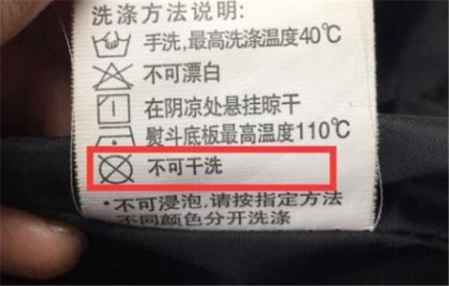 洗涤方法说明:
手洗,最高洗涤温度40℃
不可漂白
在阴凉处悬挂晾干
熨斗底板最高温度110℃
不可干洗
•不可浸泡,请按指定方法
不同颜色分开洗涤